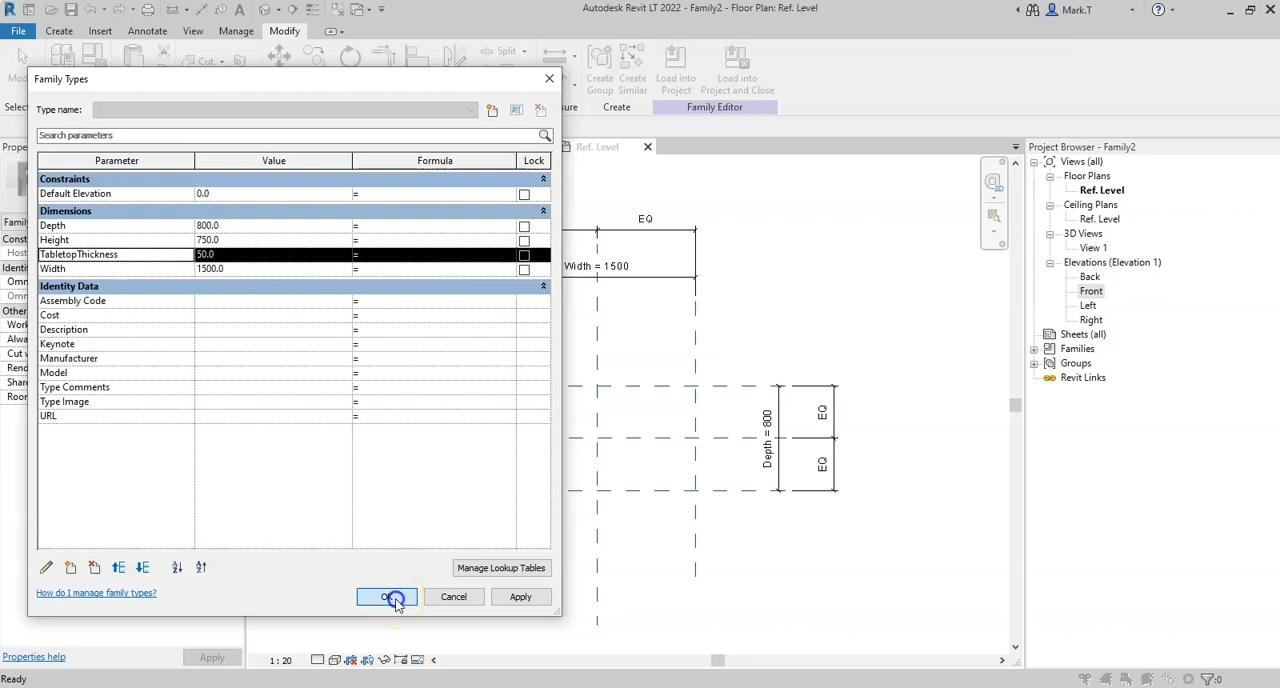 Autodesk Revit LT 2022 - Family2 - Floor Plan: Ref. Level
Mark.T
File Create Insert Annotate View Manage Modify
Split
Cut
Create Group
Create Similar
Load into Project
Load into Project and Close
Create
Family Editor
Family Types
Type name:
Search parameters
Parameter Value Formula Lock
Constraints
Default Elevation 0.0 =
Dimensions
Depth 800.0 =
Height 750.0 =
TabletopThickness 50.0 =
Width 1500.0 =
Identity Data
Assembly Code =
Cost =
Description =
Keynote =
Manufacturer =
Model =
Type Comments =
Type Image =
URL =
Manage Lookup Tables
How do I manage family types?
Cancel Apply
Properties help
Apply
Ref. Level
EQ
Width = 1500
Depth = 800
EQ
EQ
Project Browser - Family2
Views (all)
Floor Plans
Ref. Level
Ceiling Plans
Ref. Level
3D Views
View 1
Elevations (Elevation 1)
Back
Front
Left
Right
Sheets (all)
Families
Groups
Revit Links
1 : 20
Ready
:0